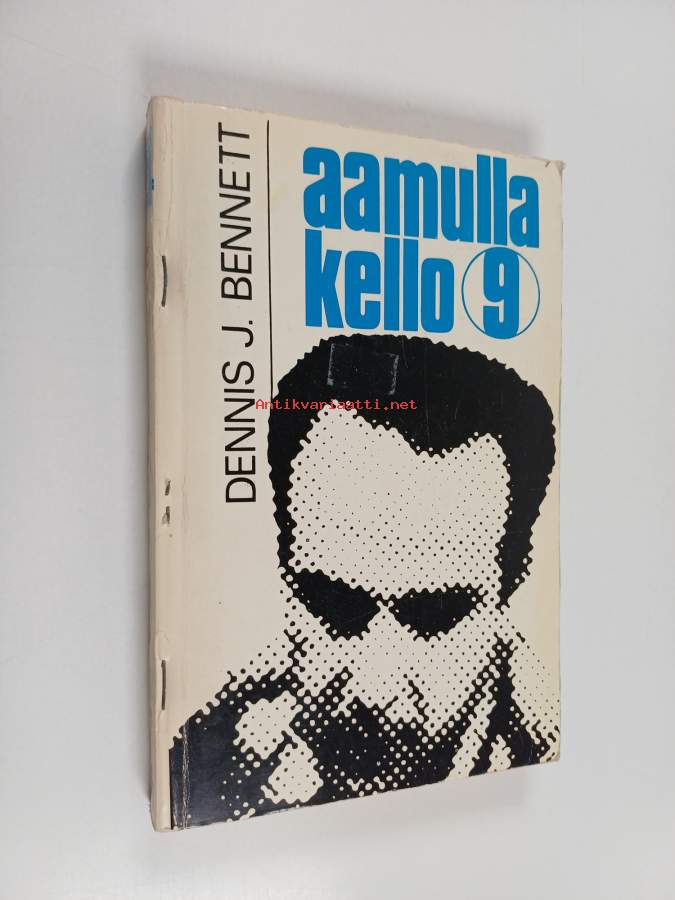 DENNIS J. BENNETT
aamulla
kello 9
Antikvariaatti.net